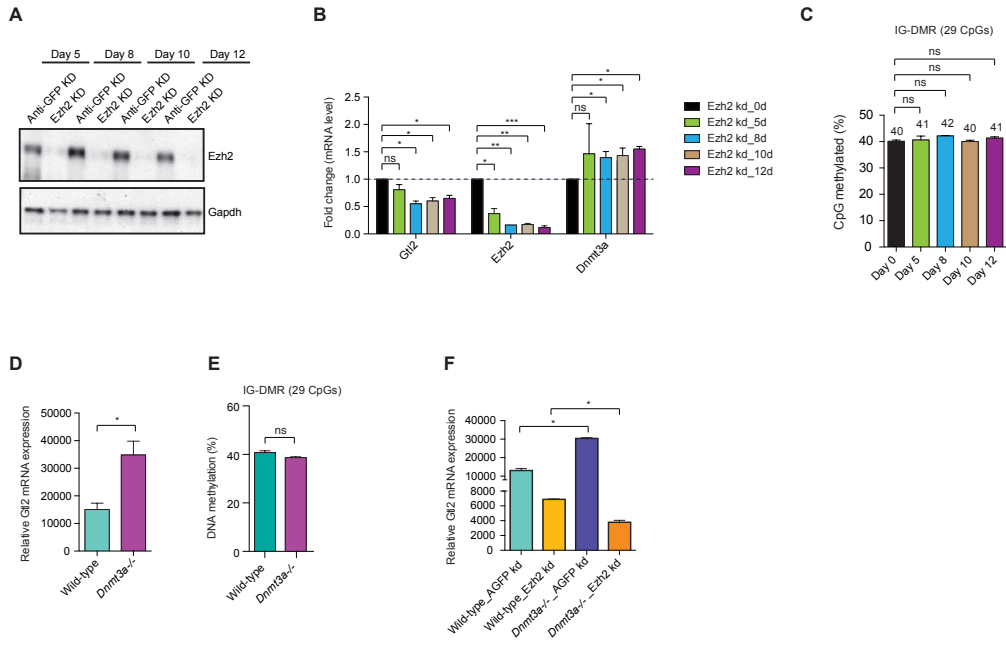 A
Day 5 Day 8 Day 10 Day 12
Anti-GFP KD
Ezh2 KD
Anti-GFP KD
Ezh2 KD
Anti-GFP KD
Ezh2 KD
Anti-GFP KD
Ezh2 KD
Ezh2
Gapdh
B
Fold change (mRNA level)
2.5
2.0
1.5
1.0
0.5
0.0
ns
*
*
*
*
**
**
***
ns
*
*
*
Gtl2
Ezh2
Dnmt3a
Ezh2 kd_0d
Ezh2 kd_5d
Ezh2 kd_8d
Ezh2 kd_10d
Ezh2 kd_12d
C
IG-DMR (29 CpGs)
ns
ns
ns
ns
CpG methylated (%)
50
40
30
20
10
0
40 41 42 40 41
Day 0
Day 5
Day 8
Day 10
Day 12
D
Relative Gtl2 mRNA expression
50000
40000
30000
20000
10000
0
*
Wild-type
Dnmt3a-/-
E
IG-DMR (29 CpGs)
DNA methylation (%)
60
40
20
0
ns
Wild-type
Dnmt3a-/-
F
Relative Gtl2 mRNA expression
40000
30000
20000
10000
8000
6000
4000
2000
0
*
*
Wild-type_AGFP kd
Wild-type_Ezh2 kd
Dnmt3a-/-_AGFP kd
Dnmt3a-/-_Ezh2 kd